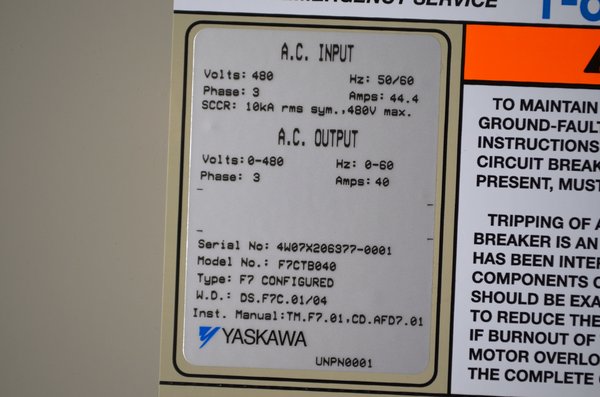 EMERGENCY SERVICE
A.C. INPUT
Volts: 480 Hz: 50/60
Phase: 3 Amps: 44.4
SCCR: 10kA rms sym.,480V max.
A.C. OUTPUT
Volts:0-480 Hz: 0-60
Phase: 3 Amps: 40
Serial No: 4W07X206377-0001
Model No.: F7CTB040
Type: F7 CONFIGURED
W.D.: DS.F7C.01/04
Inst. Manual:TM.F7.01,CD.AFD7.01
YASKAWA
UNPN0001
TO MAINTAIN
GROUND-FAULT
INSTRUCTIONS
CIRCUIT BREAK
PRESENT, MUST
TRIPPING OF A
BREAKER IS AN
HAS BEEN INTE
COMPONENTS O
SHOULD BE EXA
TO REDUCE THE
IF BURNOUT OF
MOTOR OVERLO
THE COMPLETE